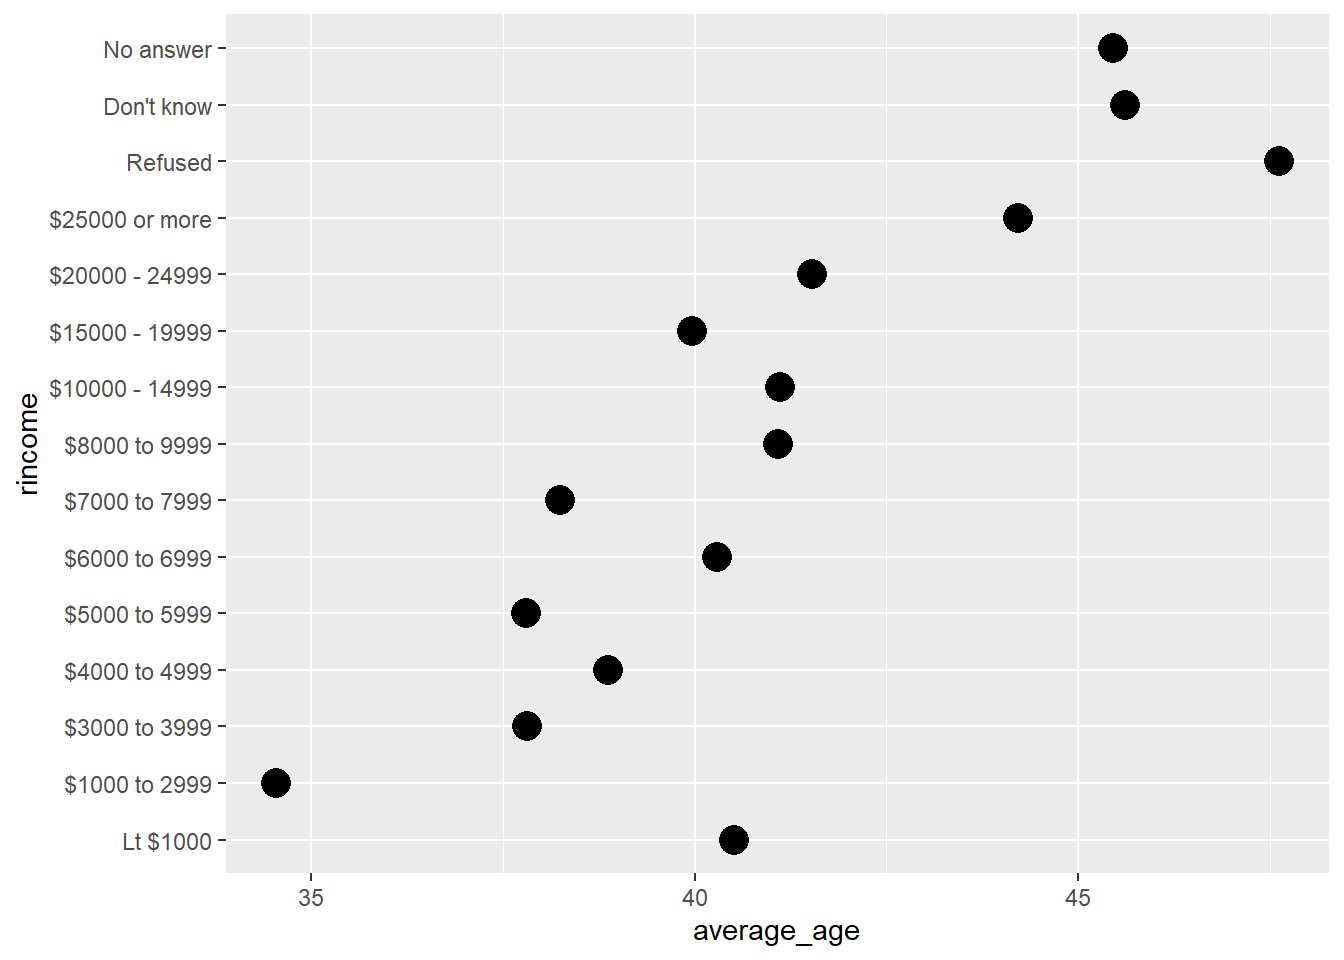 No answer
Don't know
Refused
$25000 or more
$20000 - 24999
$15000 - 19999
$10000 - 14999
$8000 to 9999
$7000 to 7999
$6000 to 6999
$5000 to 5999
$4000 to 4999
$3000 to 3999
$1000 to 2999
Lt $1000
rincome
35 40 45
average_age